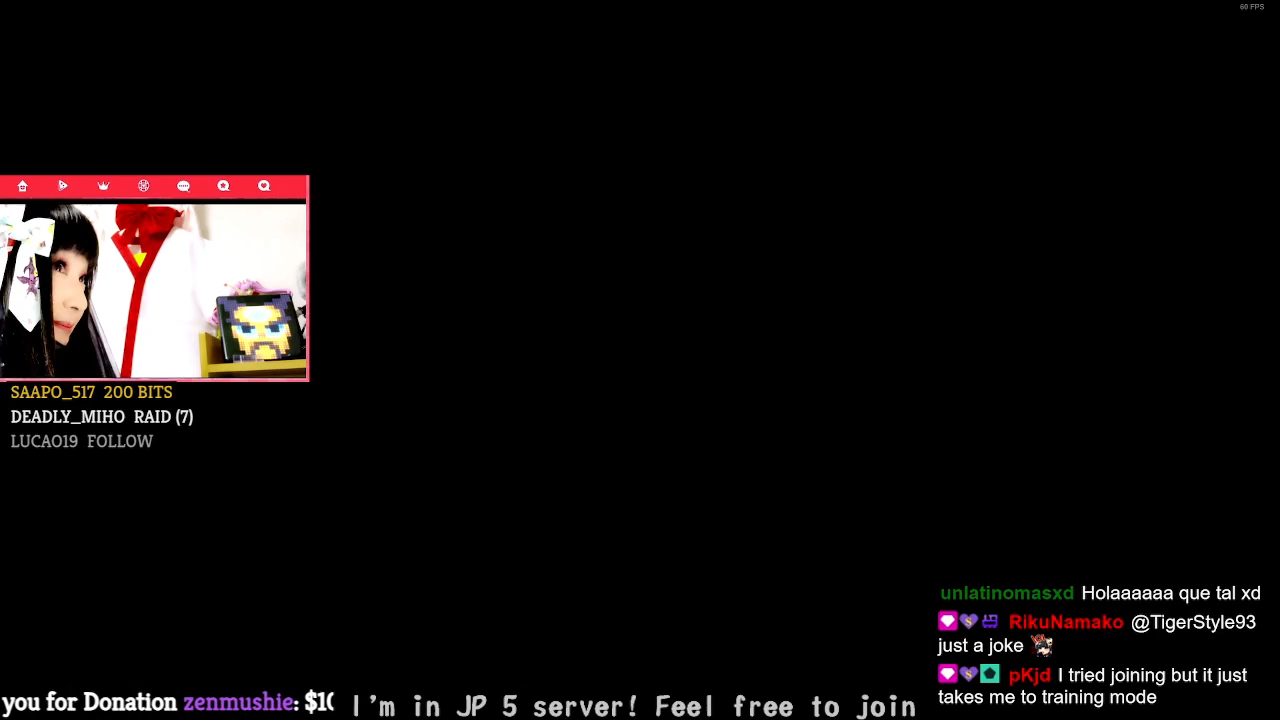 60 FPS
SAAPO_517 200 BITS
DEADLY_MIHO RAID (7)
LUCAO19 FOLLOW
unlatinomasxd Holaaaaaa que tal xd
RikuNamako @TigerStyle93
just a joke
pKjd I tried joining but it just
takes me to training mode
you for Donation zenmushie: $10
I'm in JP 5 server! Feel free to join